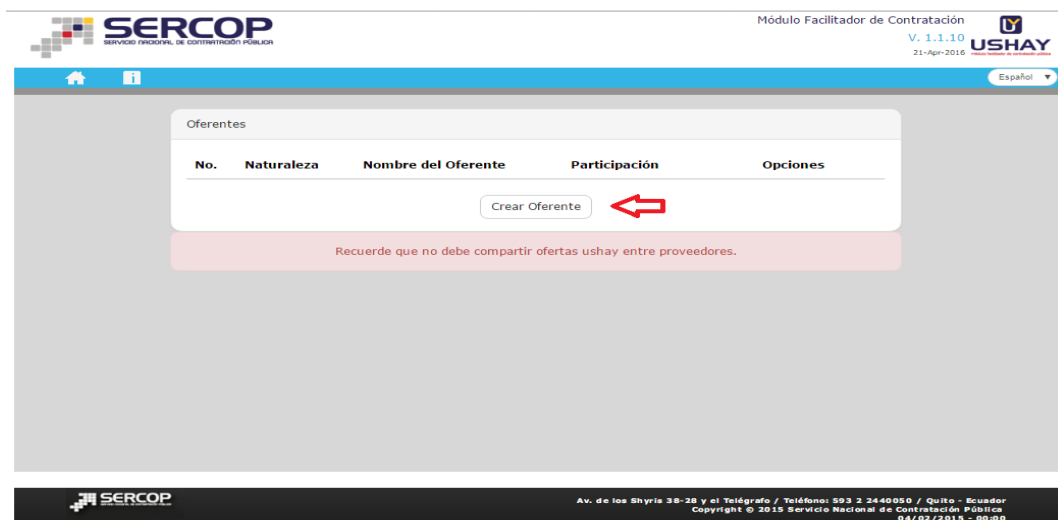 SERCOP
SERVICIO NACIONAL DE CONTRATACIÓN PÚBLICA
Módulo Facilitador de Contratación
V. 1.1.10
21-Apr-2016
USHAY
Español
Oferentes
No. Naturaleza Nombre del Oferente Participación Opciones
Crear Oferente
Recuerde que no debe compartir ofertas ushay entre proveedores.
SERCOP
Av. de los Shyris 38-28 y el Telégrafo / Teléfono: 593 2 2440050 / Quito - Ecuador
Copyright © 2015 Servicio Nacional de Contratación Pública
04/02/2015 - 00:00